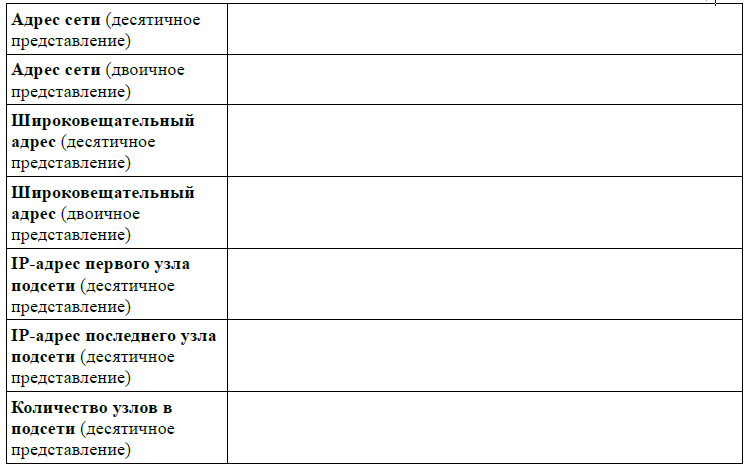 Адрес сети (десятичное
представление)
Адрес сети (двоичное
представление)
Широковещательный
адрес (десятичное
представление)
Широковещательный
адрес (двоичное
представление)
IP-адрес первого узла
подсети (десятичное
представление)
IP-адрес последнего узла
подсети (десятичное
представление)
Количество узлов в
подсети (десятичное
представление)